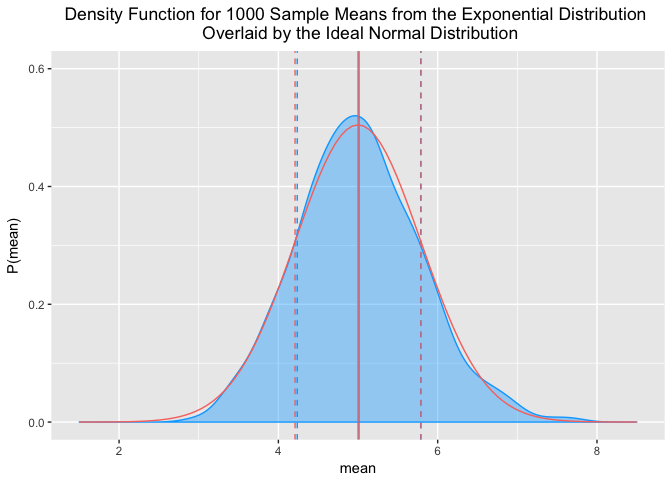 Density Function for 1000 Sample Means from the Exponential Distribution
Overlaid by the Ideal Normal Distribution
0.6
0.4
0.2
0.0
P(mean)
2
4
6
8
mean